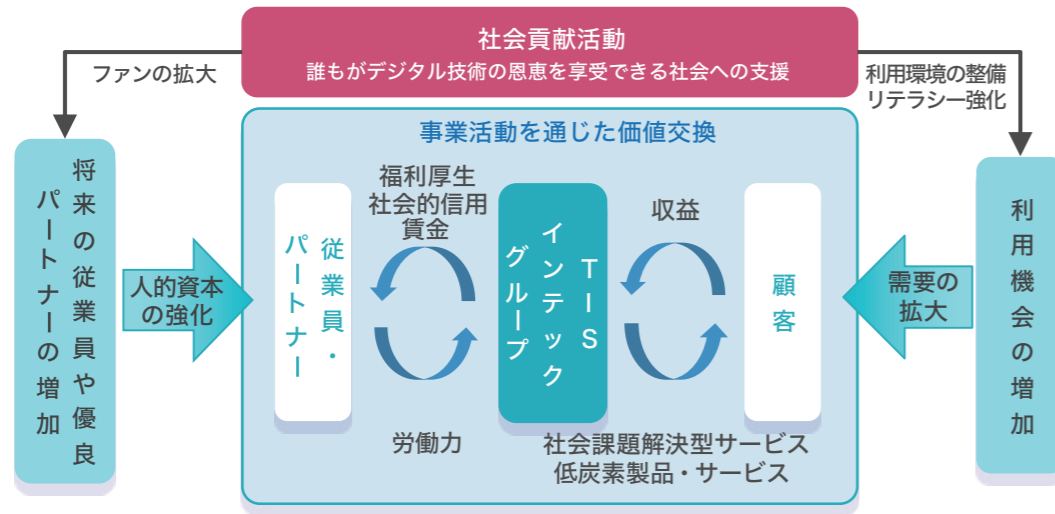 社会貢献活動
誰もがデジタル技術の恩恵を享受できる社会への支援
ファンの拡大
利用環境の整備
リテラシー強化
事業活動を通じた価値交換
将来の従業員や優良
パートナーの増加
人的資本
の強化
従業員・
パートナー
福利厚生
社会的信用
賃金
労働力
TIS
インテック
グループ
収益
社会課題解決型サービス
低炭素製品・サービス
顧客
需要の
拡大
利用機会の増加